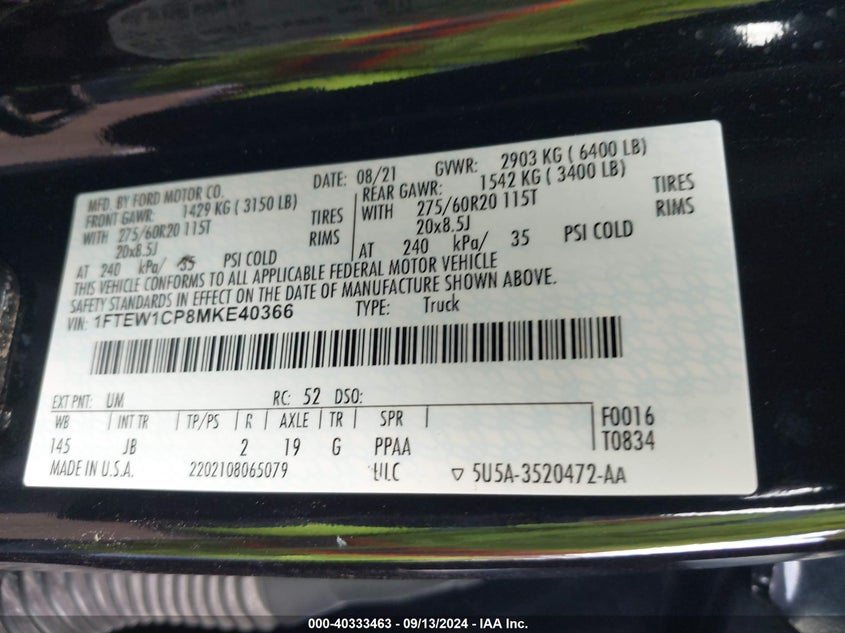 MFD. BY FORD MOTOR CO.
DATE: 08/21 GVWR: 2903 KG ( 6400 LB)
FRONT GAWR: 1429 KG ( 3150 LB)
WITH 275/60R20 115T TIRES
20x8.5J RIMS
AT 240 kPa/ 35 PSI COLD
REAR GAWR: 1542 KG ( 3400 LB)
WITH 275/60R20 115T TIRES
20x8.5J RIMS
AT 240 kPa/ 35 PSI COLD
THIS VEHICLE CONFORMS TO ALL APPLICABLE FEDERAL MOTOR VEHICLE
SAFETY STANDARDS IN EFFECT ON THE DATE OF MANUFACTURE SHOWN ABOVE.
VIN: 1FTEW1CP8MKE40366 TYPE: Truck
EXT PNT: UM RC: 52 DSO:
WB INT TR TP/PS R AXLE TR SPR
145 JB 2 19 G PPAA
F0016
T0834
MADE IN U.S.A. 2202108065079 ULC ▽ 5U5A-3520472-AA
000-40333463 - 09/13/2024 - IAA Inc.